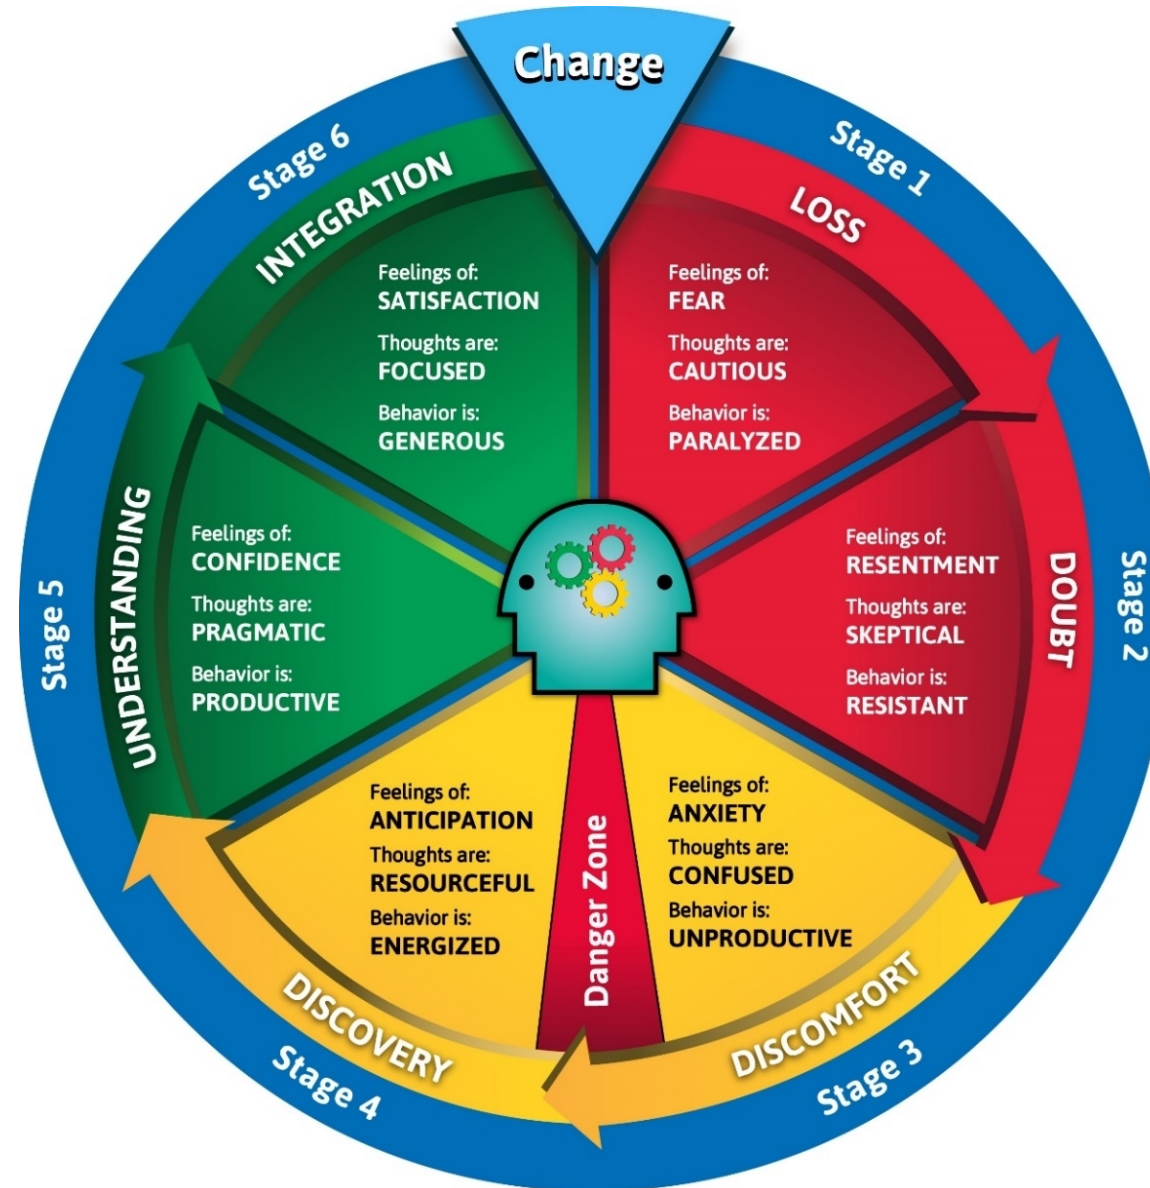 Change
Stage 1
LOSS
Feelings of:
FEAR
Thoughts are:
CAUTIOUS
Behavior is:
PARALYZED
Stage 2
DOUBT
Feelings of:
RESENTMENT
Thoughts are:
SKEPTICAL
Behavior is:
RESISTANT
Stage 3
DISCOMFORT
Feelings of:
ANXIETY
Thoughts are:
CONFUSED
Behavior is:
UNPRODUCTIVE
Danger Zone
Stage 4
DISCOVERY
Feelings of:
ANTICIPATION
Thoughts are:
RESOURCEFUL
Behavior is:
ENERGIZED
Stage 5
UNDERSTANDING
Feelings of:
CONFIDENCE
Thoughts are:
PRAGMATIC
Behavior is:
PRODUCTIVE
Stage 6
INTEGRATION
Feelings of:
SATISFACTION
Thoughts are:
FOCUSED
Behavior is:
GENEROUS